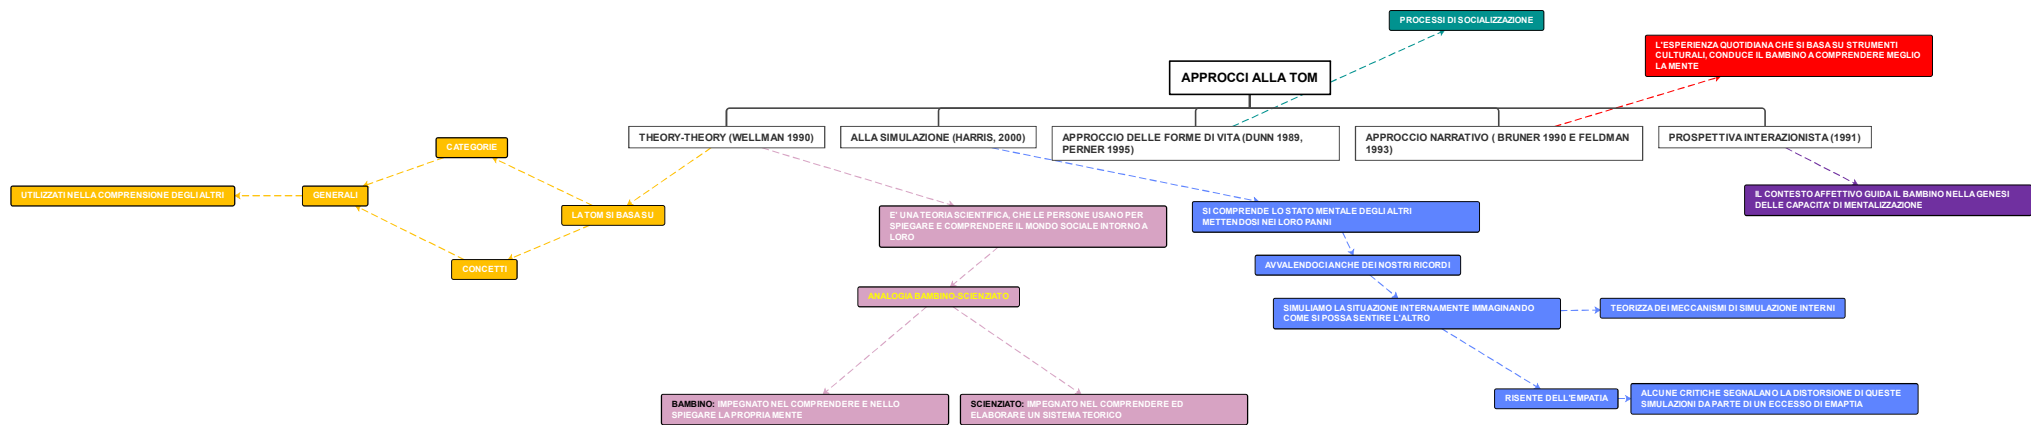 PROCESSI DI SOCIALIZZAZIONE
L'ESPERIENZA QUOTIDIANA CHE SI BASA SU STRUMENTI
CULTURALI, CONDUCE IL BAMBINO A COMPRENDERE MEGLIO
LA MENTE
APPROCCI ALLA TOM
THEORY-THEORY (WELLMAN 1990)
ALLA SIMULAZIONE (HARRIS, 2000)
APPROCCIO DELLE FORME DI VITA (DUNN 1989,
PERNER 1995)
APPROCCIO NARRATIVO ( BRUNER 1990 E FELDMAN
1993)
PROSPETTIVA INTERAZIONISTA (1991)
CATEGORIE
UTILIZZATI NELLA COMPRENSIONE DEGLI ALTRI
GENERALI
LA TOM SI BASA SU
CONCETTI
E' UNA TEORIA SCIENTIFICA, CHE LE PERSONE USANO PER
SPIEGARE E COMPRENDERE IL MONDO SOCIALE INTORNO A
LORO
ANALOGIA BAMBINO-SCIENZIATO
BAMBINO: IMPEGNATO NEL COMPRENDERE E NELLO
SPIEGARE LA PROPRIA MENTE
SCIENZIATO: IMPEGNATO NEL COMPRENDERE ED
ELABORARE UN SISTEMA TEORICO
SI COMPRENDE LO STATO MENTALE DEGLI ALTRI
METTENDOSI NEI LORO PANNI
AVVALENDOCI ANCHE DEI NOSTRI RICORDI
SIMULIAMO LA SITUAZIONE INTERNAMENTE IMMAGINANDO
COME SI POSSA SENTIRE L'ALTRO
TEORIZZA DEI MECCANISMI DI SIMULAZIONE INTERNI
RISENTE DELL'EMPATIA
ALCUNE CRITICHE SEGNALANO LA DISTORSIONE DI QUESTE
SIMULAZIONI DA PARTE DI UN ECCESSO DI EMAPTIA
IL CONTESTO AFFETTIVO GUIDA IL BAMBINO NELLA GENESI
DELLE CAPACITA' DI MENTALIZZAZIONE